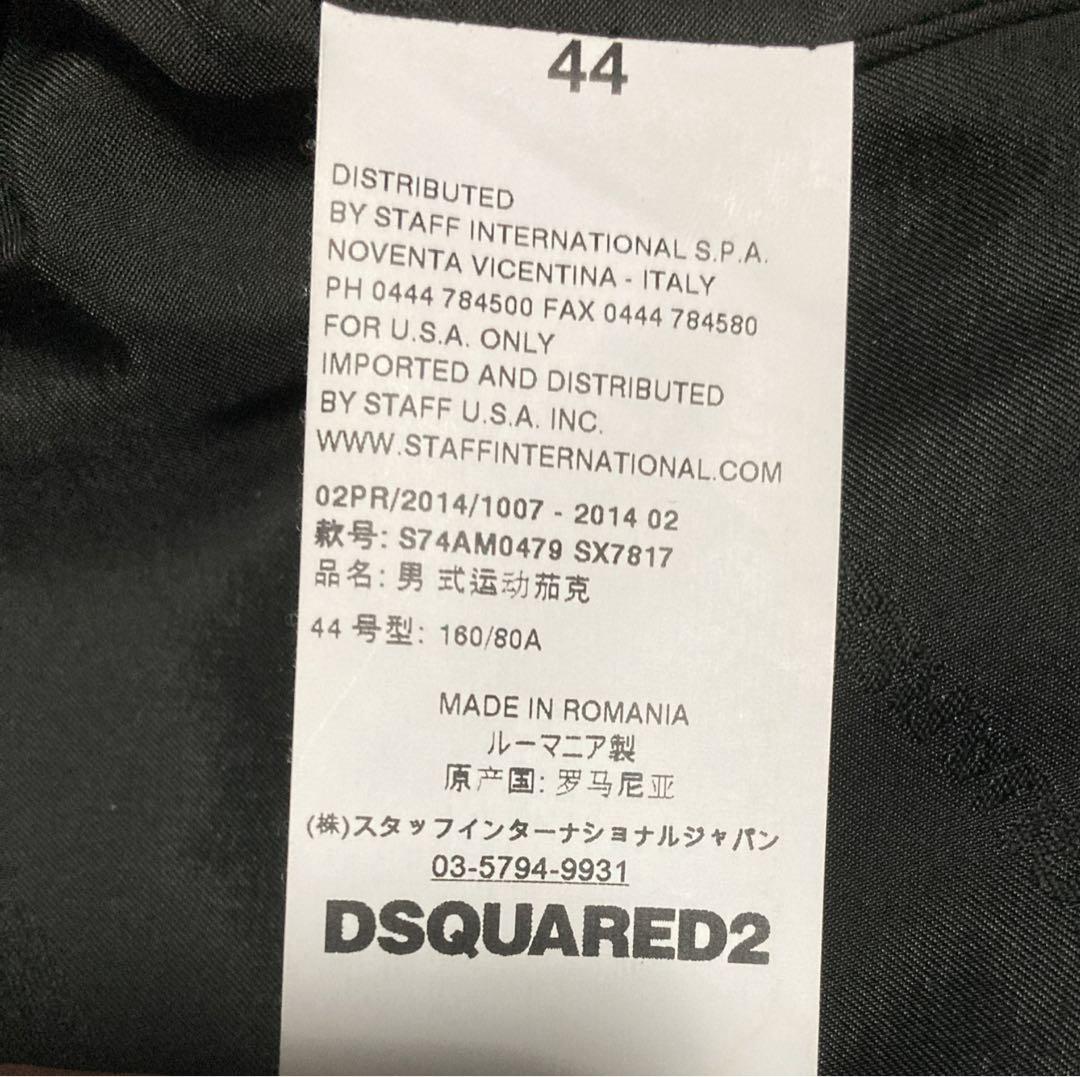 44
DISTRIBUTED
BY STAFF INTERNATIONAL S.P.A.
NOVENTA VICENTINA - ITALY
PH 0444 784500 FAX 0444 784580
FOR U.S.A. ONLY
IMPORTED AND DISTRIBUTED
BY STAFF U.S.A. INC.
WWW.STAFFINTERNATIONAL.COM
02PR/2014/1007 - 2014 02
款号: S74AM0479 SX7817
品名: 男 式运动茄克
44 号型: 160/80A
MADE IN ROMANIA
ルーマニア製
原产国: 罗马尼亚
(株)スタッフインターナショナルジャパン
03-5794-9931
DSQUARED2